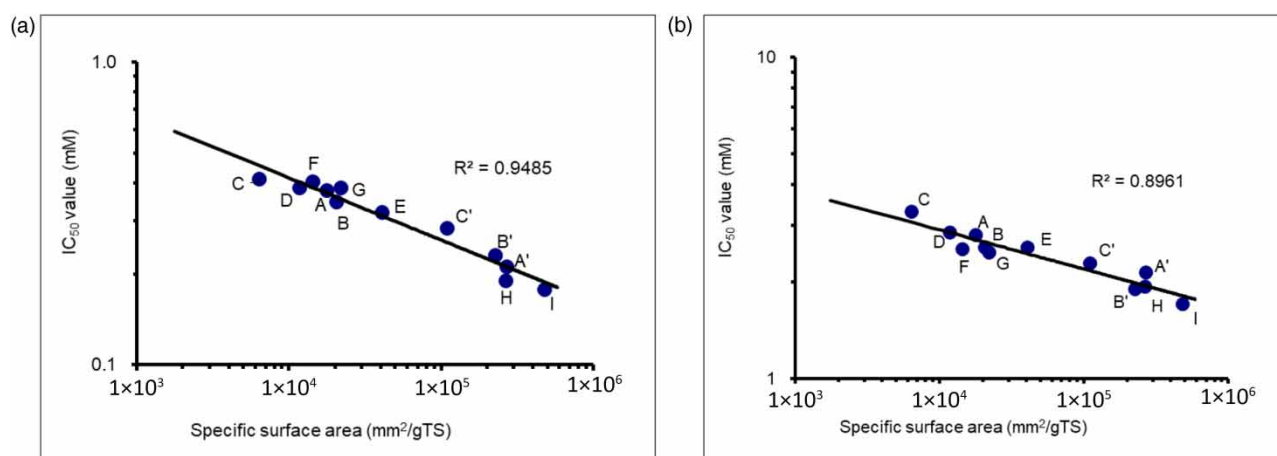 (a)
1.0
0.1
IC₅₀ value (mM)
R² = 0.9485
C
D
F
A
G
B
E
C'
B'
A'
H
I
1×10³
1×10⁴
1×10⁵
1×10⁶
Specific surface area (mm²/gTS)
(b)
10
1
IC₅₀ value (mM)
R² = 0.8961
C
D
A
B
F
G
E
C'
A'
B'
H
I
1×10³
1×10⁴
1×10⁵
1×10⁶
Specific surface area (mm²/gTS)